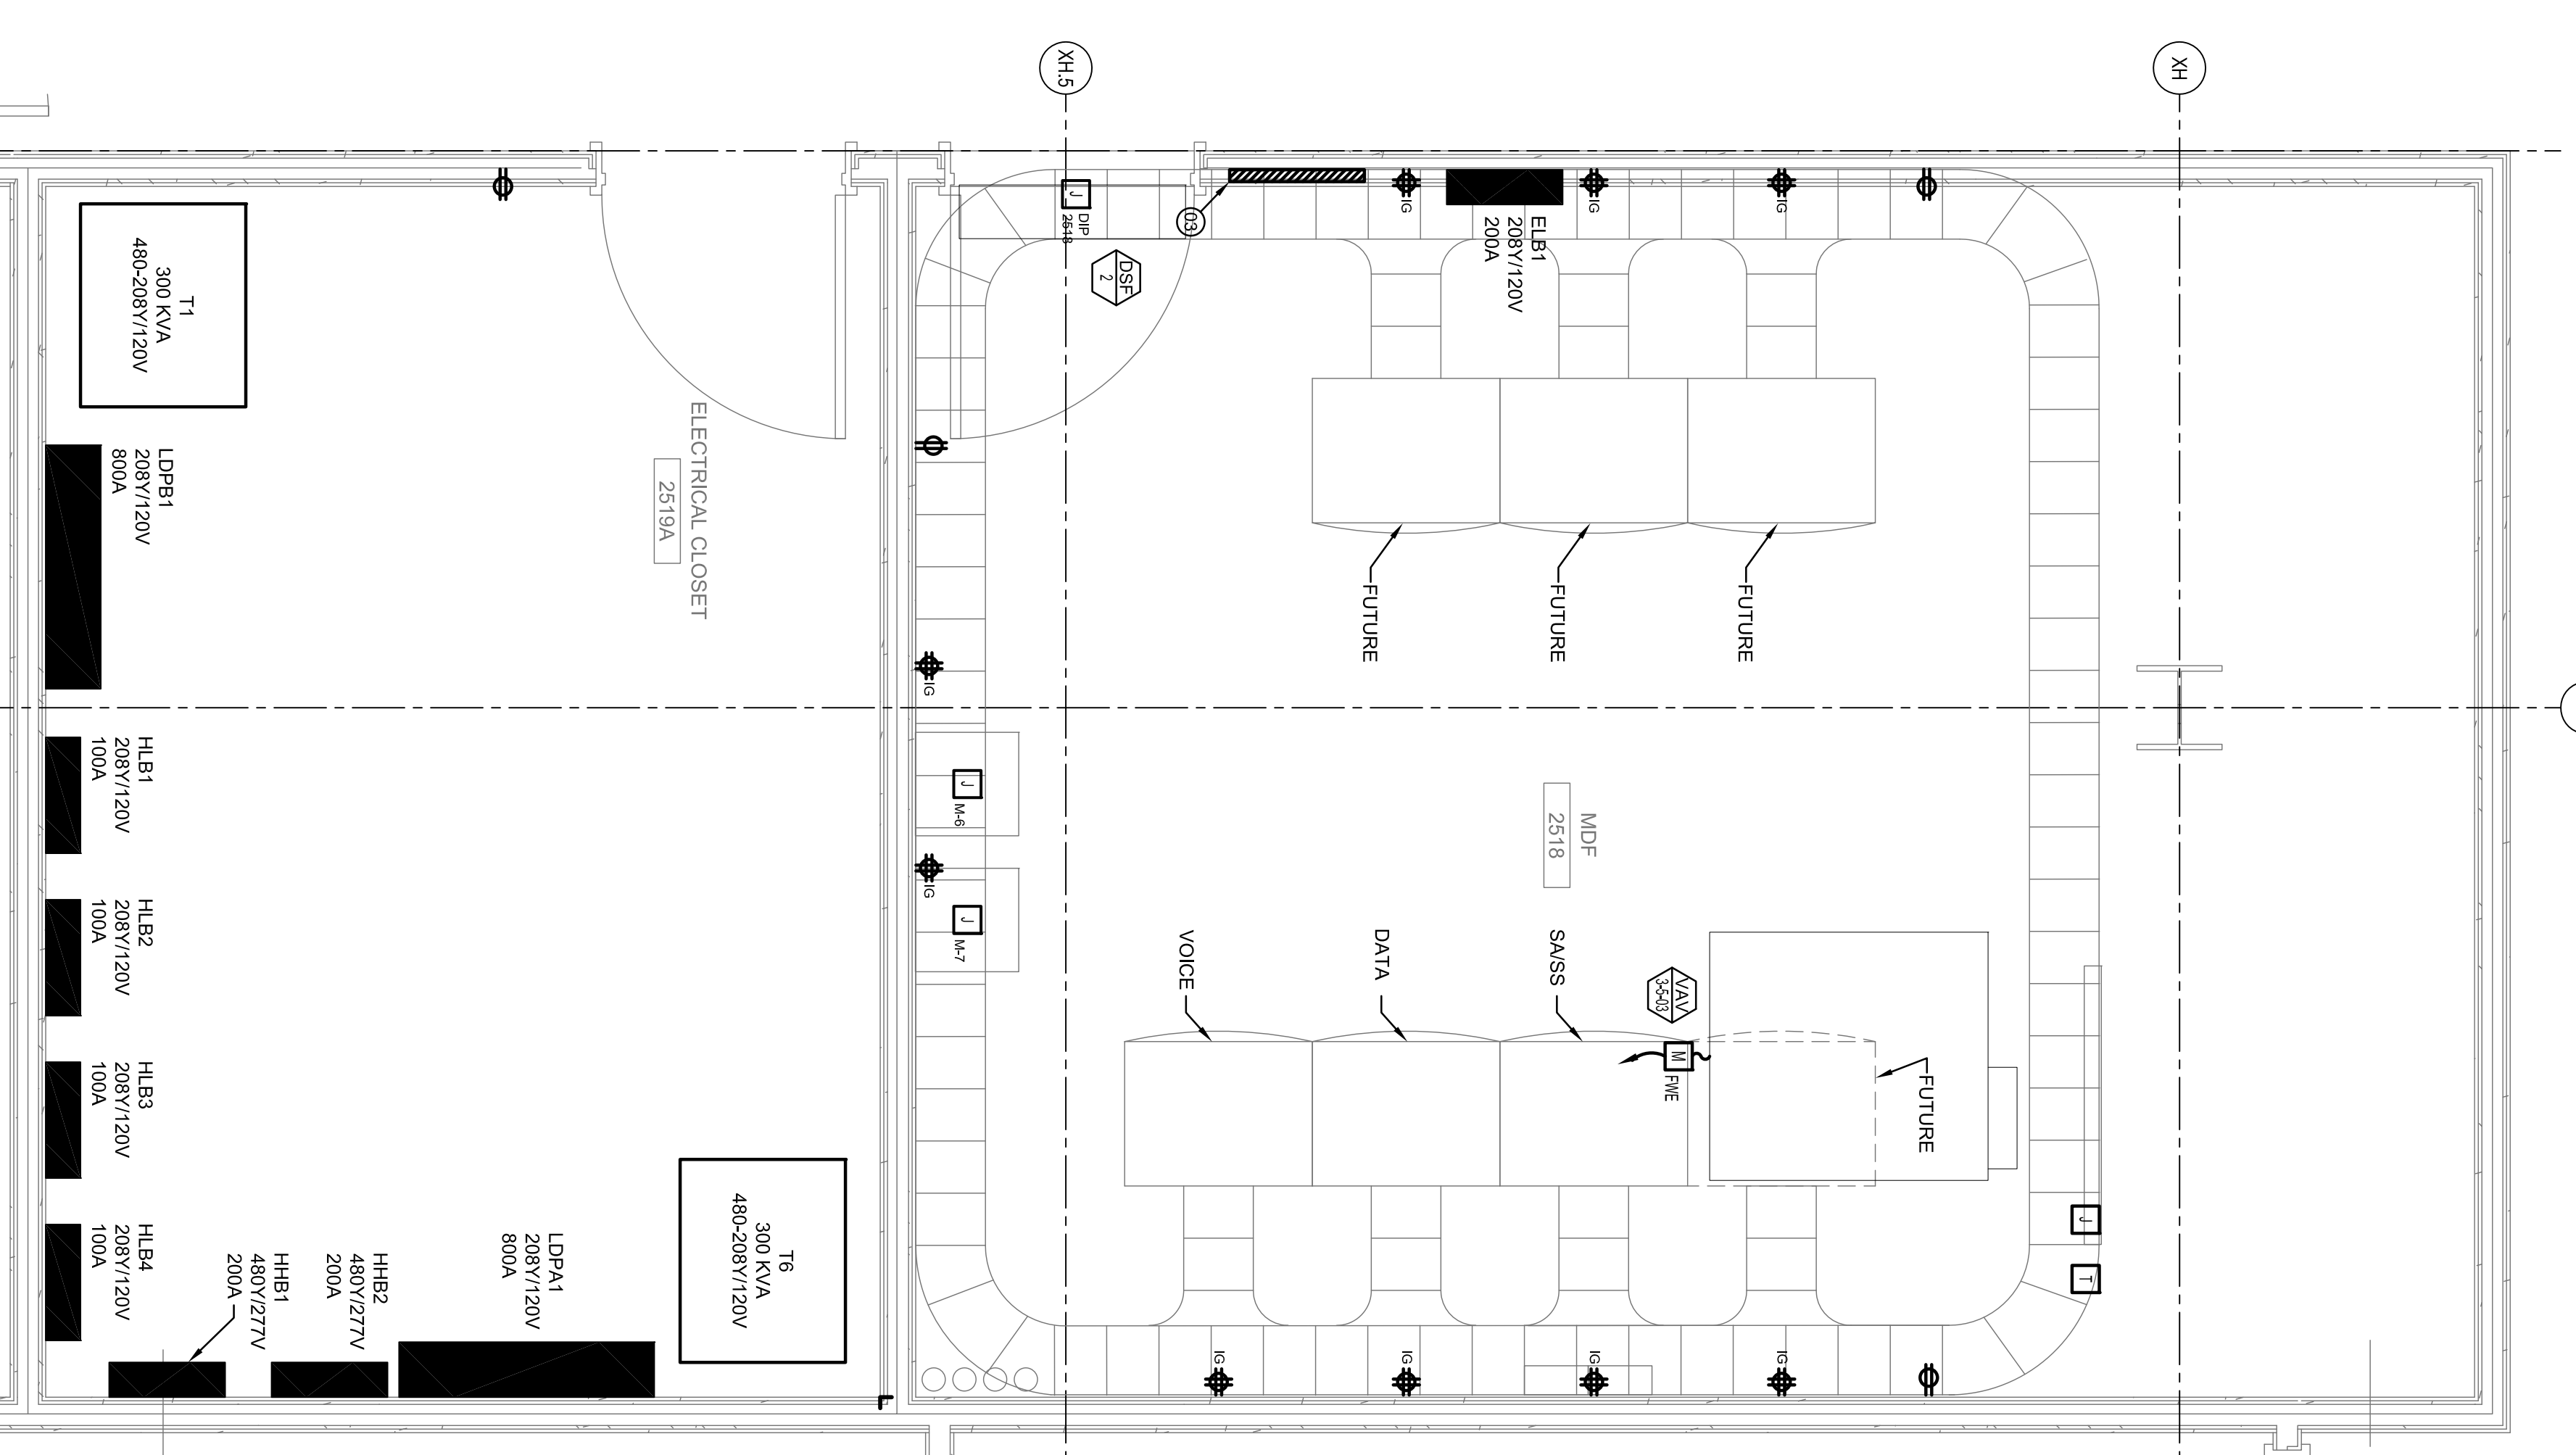 XH.5
XH
T1
300 KVA
480-208Y/120V
LDPB1
208Y/120V
800A
ELECTRICAL CLOSET
2519A
J
DIP
2518
DSF
2
03
IG
ELB1
208Y/120V
200A
IG
IG
FUTURE
FUTURE
FUTURE
IG
HLB1
208Y/120V
100A
J
M-6
IG
MDF
2518
HLB2
208Y/120V
100A
J
M-7
VOICE
DATA
SA/SS
VAV
3-5-03
M
FWE
FUTURE
HLB3
208Y/120V
100A
T6
300 KVA
480-208Y/120V
J
T
HLB4
208Y/120V
100A
HHB1
480Y/277V
200A
HHB2
480Y/277V
200A
LDPA1
208Y/120V
800A
IG
IG
IG
IG